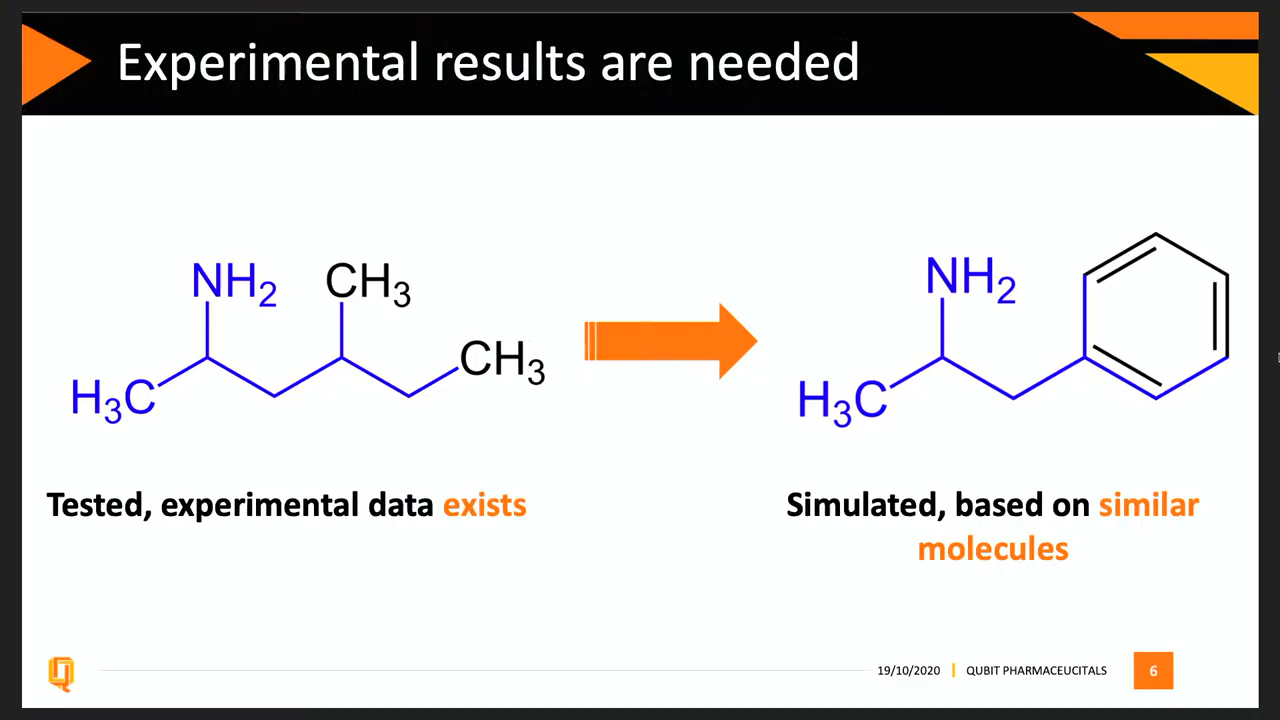 Experimental results are needed
NH2
CH3
H3C
CH3
NH2
H3C
Tested, experimental data exists
Simulated, based on similar
molecules
19/10/2020 | QUBIT PHARMACEUCITALS 6